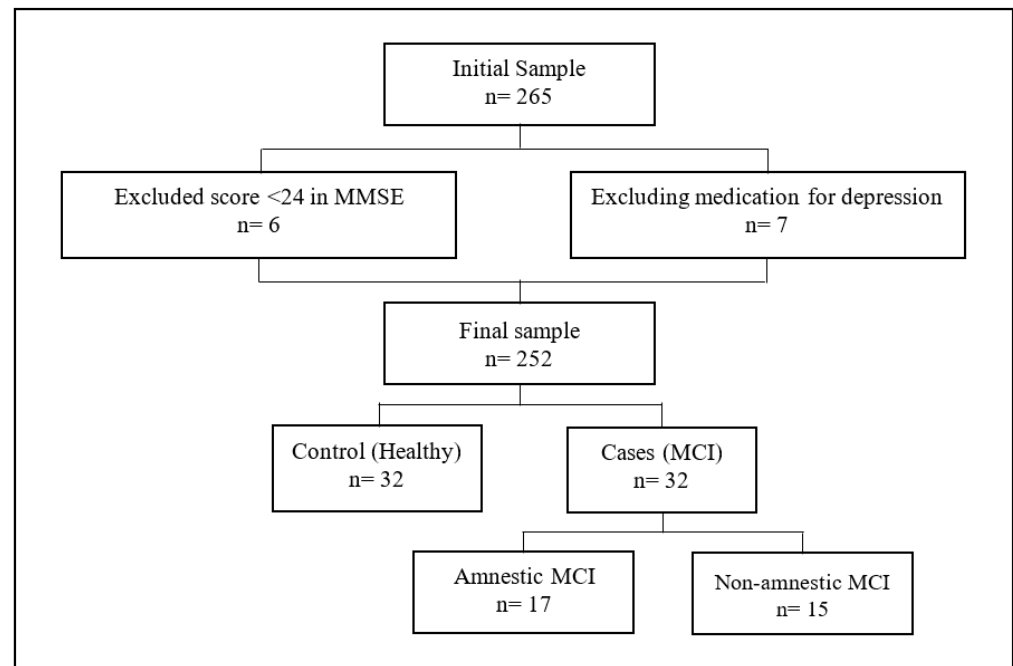 Initial Sample
n= 265
Excluded score <24 in MMSE
n= 6
Excluding medication for depression
n= 7
Final sample
n= 252
Control (Healthy)
n= 32
Cases (MCI)
n= 32
Amnestic MCI
n= 17
Non-amnestic MCI
n= 15